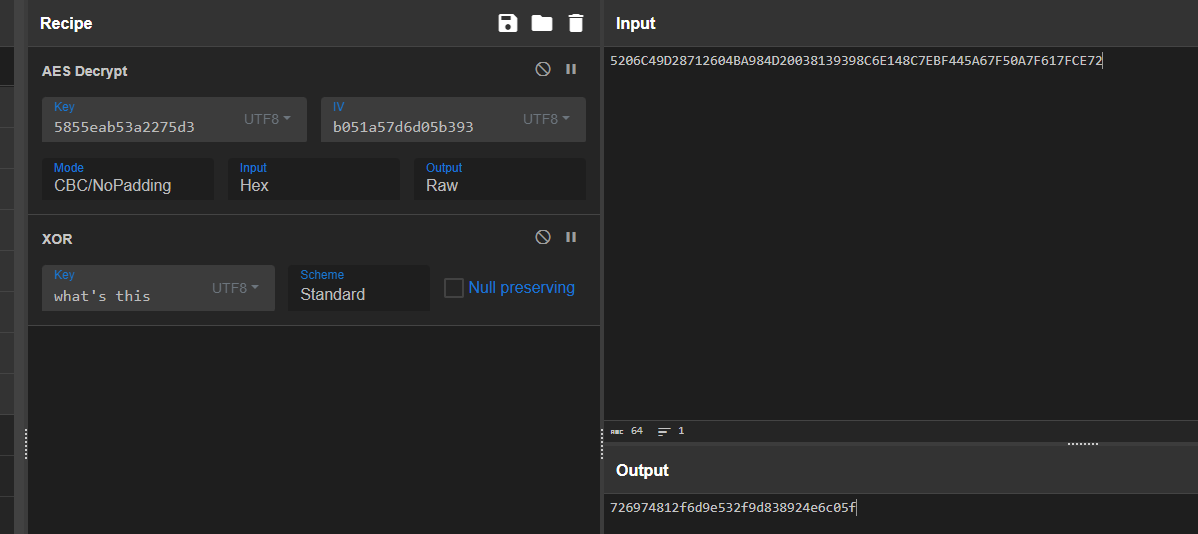 Recipe
AES Decrypt
Key
5855eab53a2275d3
UTF8
IV
b051a57d6d05b393
UTF8
Mode
CBC/NoPadding
Input
Hex
Output
Raw
XOR
Key
what's this
UTF8
Scheme
Standard
Null preserving
Input
5206C49D28712604BA984D20038139398C6E148C7EBF445A67F50A7F617FCE72
ABC 64 1
Output
726974812f6d9e532f9d838924e6c05f